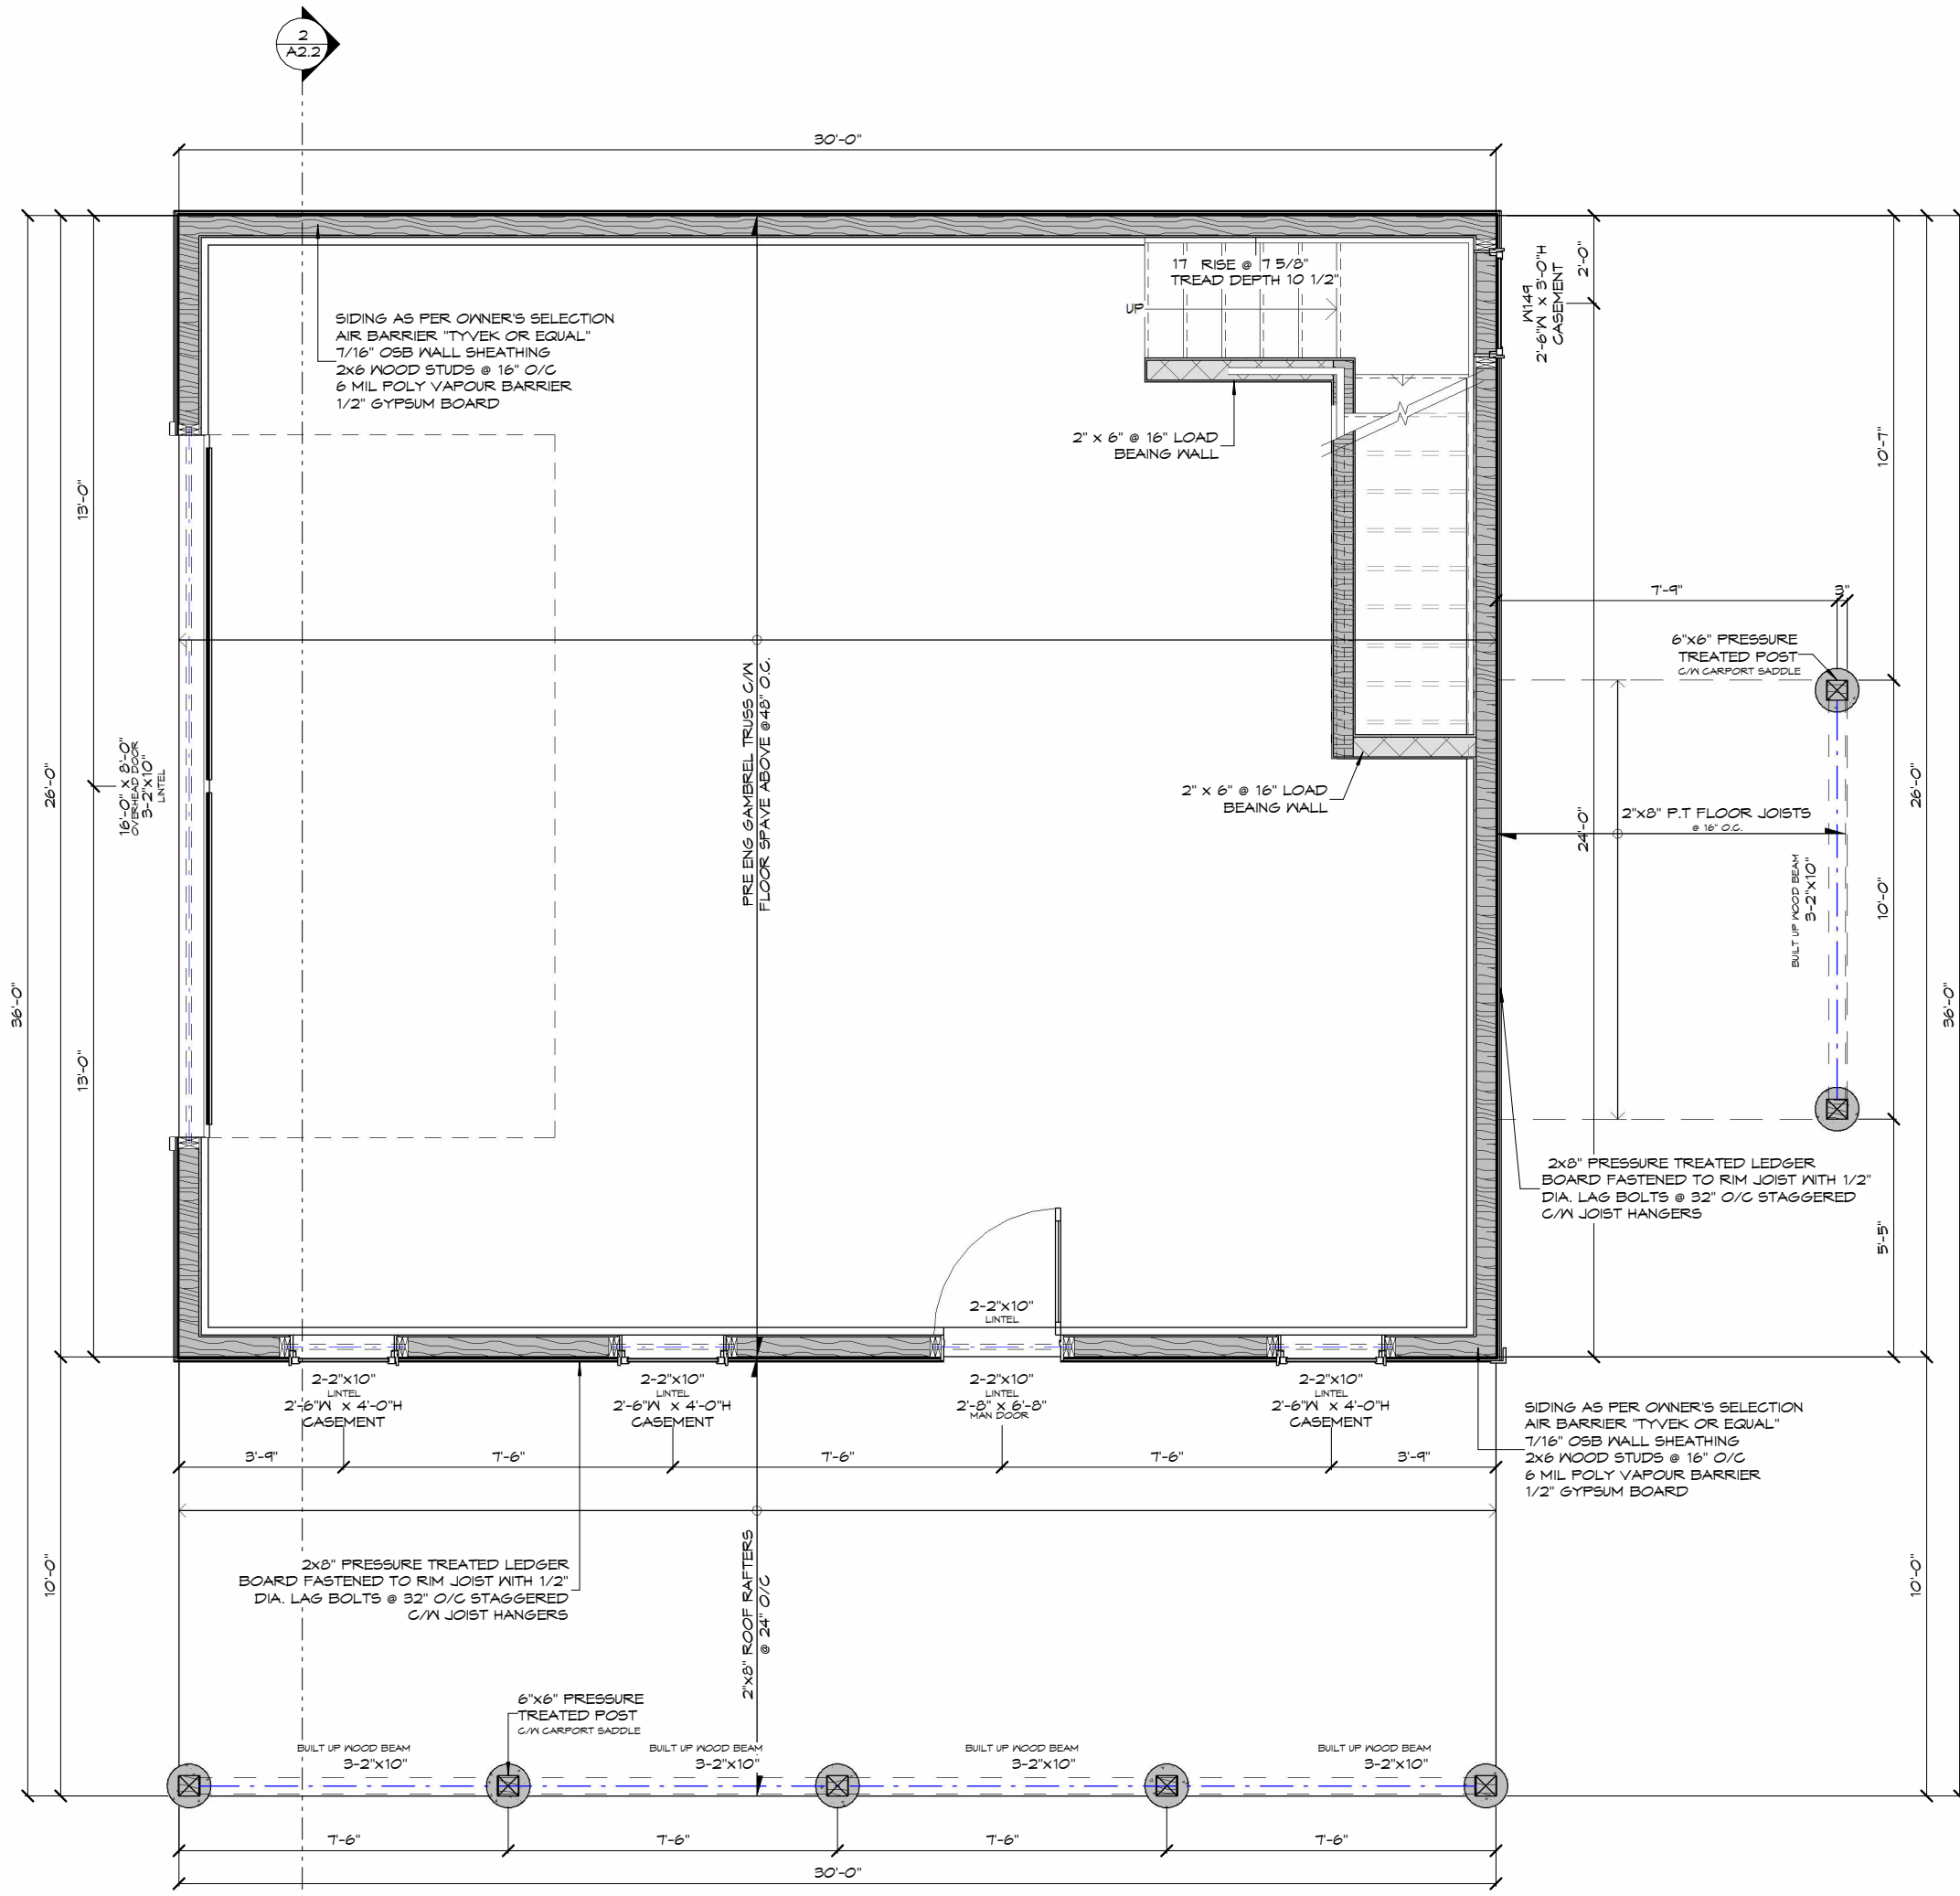 2
A2.2
30'-0"
17 RISE @ 7 5/8"
TREAD DEPTH 10 1/2"
UP
W149
2'-6"W x 3'-0"H
CASEMENT
2'-0"
SIDING AS PER OWNER'S SELECTION
AIR BARRIER "TYVEK OR EQUAL"
7/16" OSB WALL SHEATHING
2x6 WOOD STUDS @ 16" O/C
6 MIL POLY VAPOUR BARRIER
1/2" GYPSUM BOARD
2" x 6" @ 16" LOAD
BEAING WALL
13'-0"
10'-7"
7'-9"
3"
6"x6" PRESSURE
TREATED POST
C/W CARPORT SADDLE
PRE ENG GAMBREL TRUSS C/W
FLOOR SPAVE ABOVE @48" O.C.
26'-0"
16'-0" x 8'-0"
OVERHEAD DOOR
3-2"x10"
LINTEL
2" x 6" @ 16" LOAD
BEAING WALL
24'-0"
2"x8" P.T FLOOR JOISTS
@ 16" O.C.
26'-0"
BUILT UP WOOD BEAM
3-2"x10"
10'-0"
36'-0"
36'-0"
13'-0"
2x8" PRESSURE TREATED LEDGER
BOARD FASTENED TO RIM JOIST WITH 1/2"
DIA. LAG BOLTS @ 32" O/C STAGGERED
C/W JOIST HANGERS
5'-5"
2-2"x10"
LINTEL
2-2"x10"
LINTEL
2'-6"W x 4'-0"H
CASEMENT
2-2"x10"
LINTEL
2'-6"W x 4'-0"H
CASEMENT
2-2"x10"
LINTEL
2'-8" x 6'-8"
MAN DOOR
2-2"x10"
LINTEL
2'-6"W x 4'-0"H
CASEMENT
SIDING AS PER OWNER'S SELECTION
AIR BARRIER "TYVEK OR EQUAL"
7/16" OSB WALL SHEATHING
2x6 WOOD STUDS @ 16" O/C
6 MIL POLY VAPOUR BARRIER
1/2" GYPSUM BOARD
3'-9"
7'-6"
7'-6"
7'-6"
3'-9"
10'-0"
2x8" PRESSURE TREATED LEDGER
BOARD FASTENED TO RIM JOIST WITH 1/2"
DIA. LAG BOLTS @ 32" O/C STAGGERED
C/W JOIST HANGERS
2"x8" ROOF RAFTERS
@ 24" O/C
10'-0"
6"x6" PRESSURE
TREATED POST
C/W CARPORT SADDLE
BUILT UP WOOD BEAM
3-2"x10"
BUILT UP WOOD BEAM
3-2"x10"
BUILT UP WOOD BEAM
3-2"x10"
BUILT UP WOOD BEAM
3-2"x10"
7'-6"
7'-6"
7'-6"
7'-6"
30'-0"